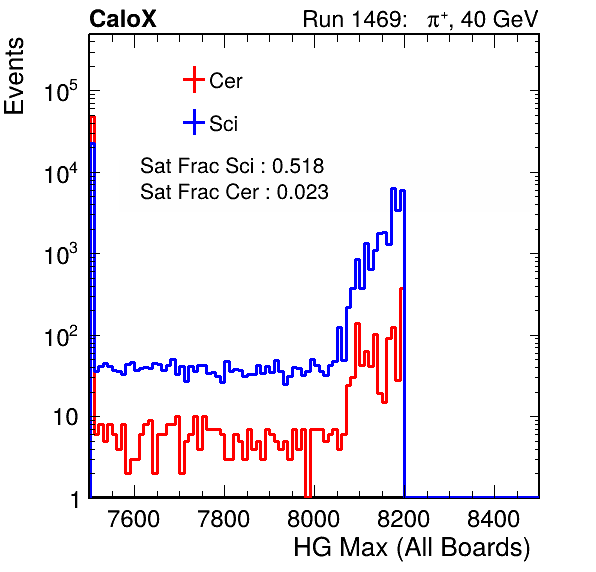 CaloX
Run 1469: π⁺, 40 GeV
Events
Cer
Sci
Sat Frac Sci : 0.518
Sat Frac Cer : 0.023
10⁵
10⁴
10³
10²
10
1
7600 7800 8000 8200 8400
HG Max (All Boards)